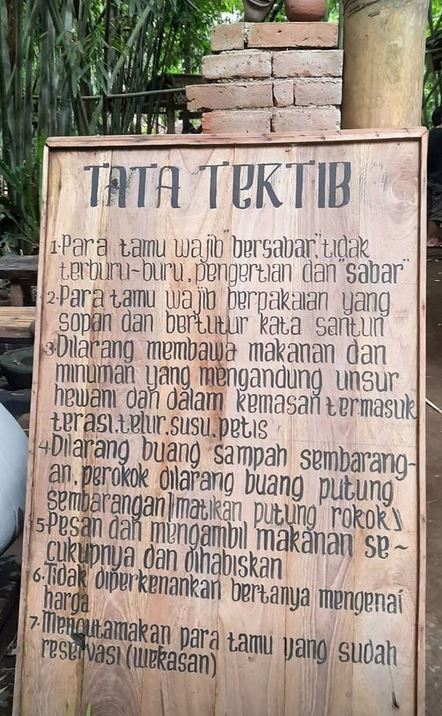 TATA TERTIB
1. Para tamu wajib "bersabar", tidak
terburu-buru, pengertian dan "sabar"
2. Para tamu wajib berpakaian yang
sopan dan bertutur kata santun
3. Dilarang membawa makanan dan
minuman yang mengandung unsur
hewani dan dalam kemasan termasuk
terasi, telur, susu, petis
4. Dilarang buang sampah sembarang-
an, perokok dilarang buang putung
sembarangan (matikan putung rokok)
5. Pesan dan mengambil makanan se-
cukupnya dan dihabiskan
6. Tidak diperkenankan bertanya mengenai
harga
7. Mengutamakan para tamu yang sudah
reservasi (wekasan)